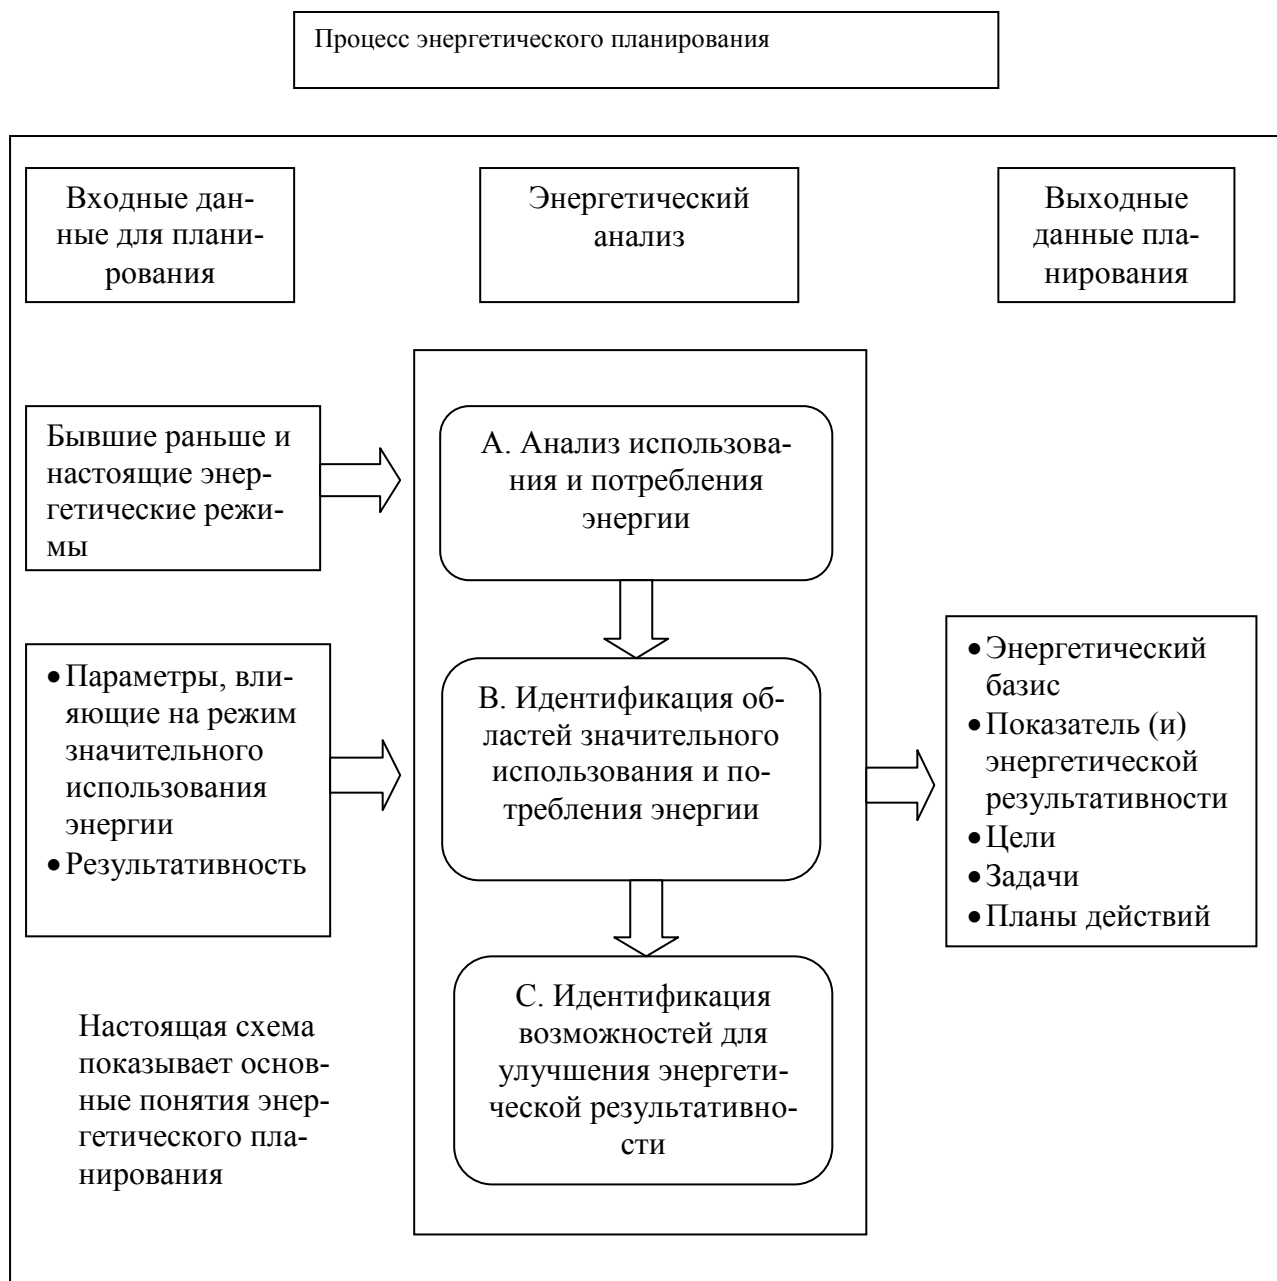 Процесс энергетического планирования
Входные дан-
ные для плани-
рования
Энергетический
анализ
Выходные
данные пла-
нирования
Бывшие раньше и
настоящие энер-
гетические режи-
мы
А. Анализ использова-
ния и потребления
энергии
• Параметры, вли-
яющие на режим
значительного
использования
энергии
• Результативность
В. Идентификация об-
ластей значительного
использования и по-
требления энергии
• Энергетический
базис
• Показатель (и)
энергетической
результативности
• Цели
• Задачи
• Планы действий
С. Идентификация
возможностей для
улучшения энергети-
ческой результативно-
сти
Настоящая схема
показывает основ-
ные понятия энер-
гетического пла-
нирования